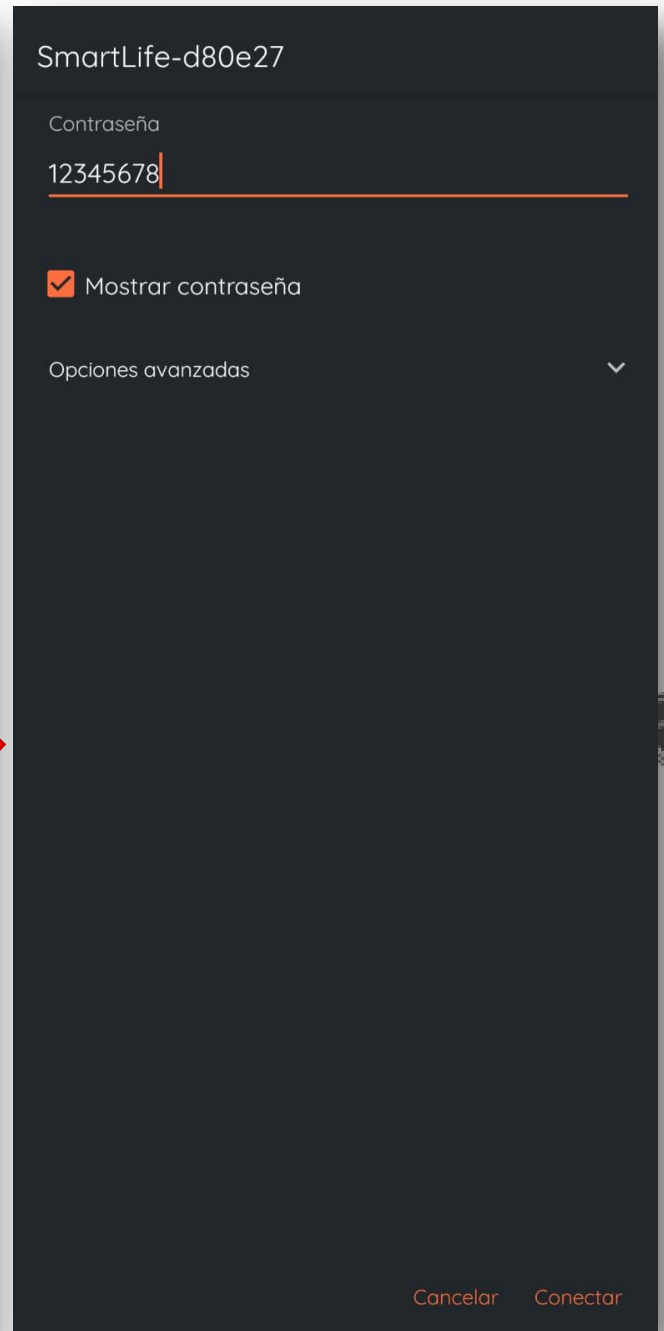 SmartLife-d80e27
Contraseña
12345678
Mostrar contraseña
Opciones avanzadas
Cancelar Conectar